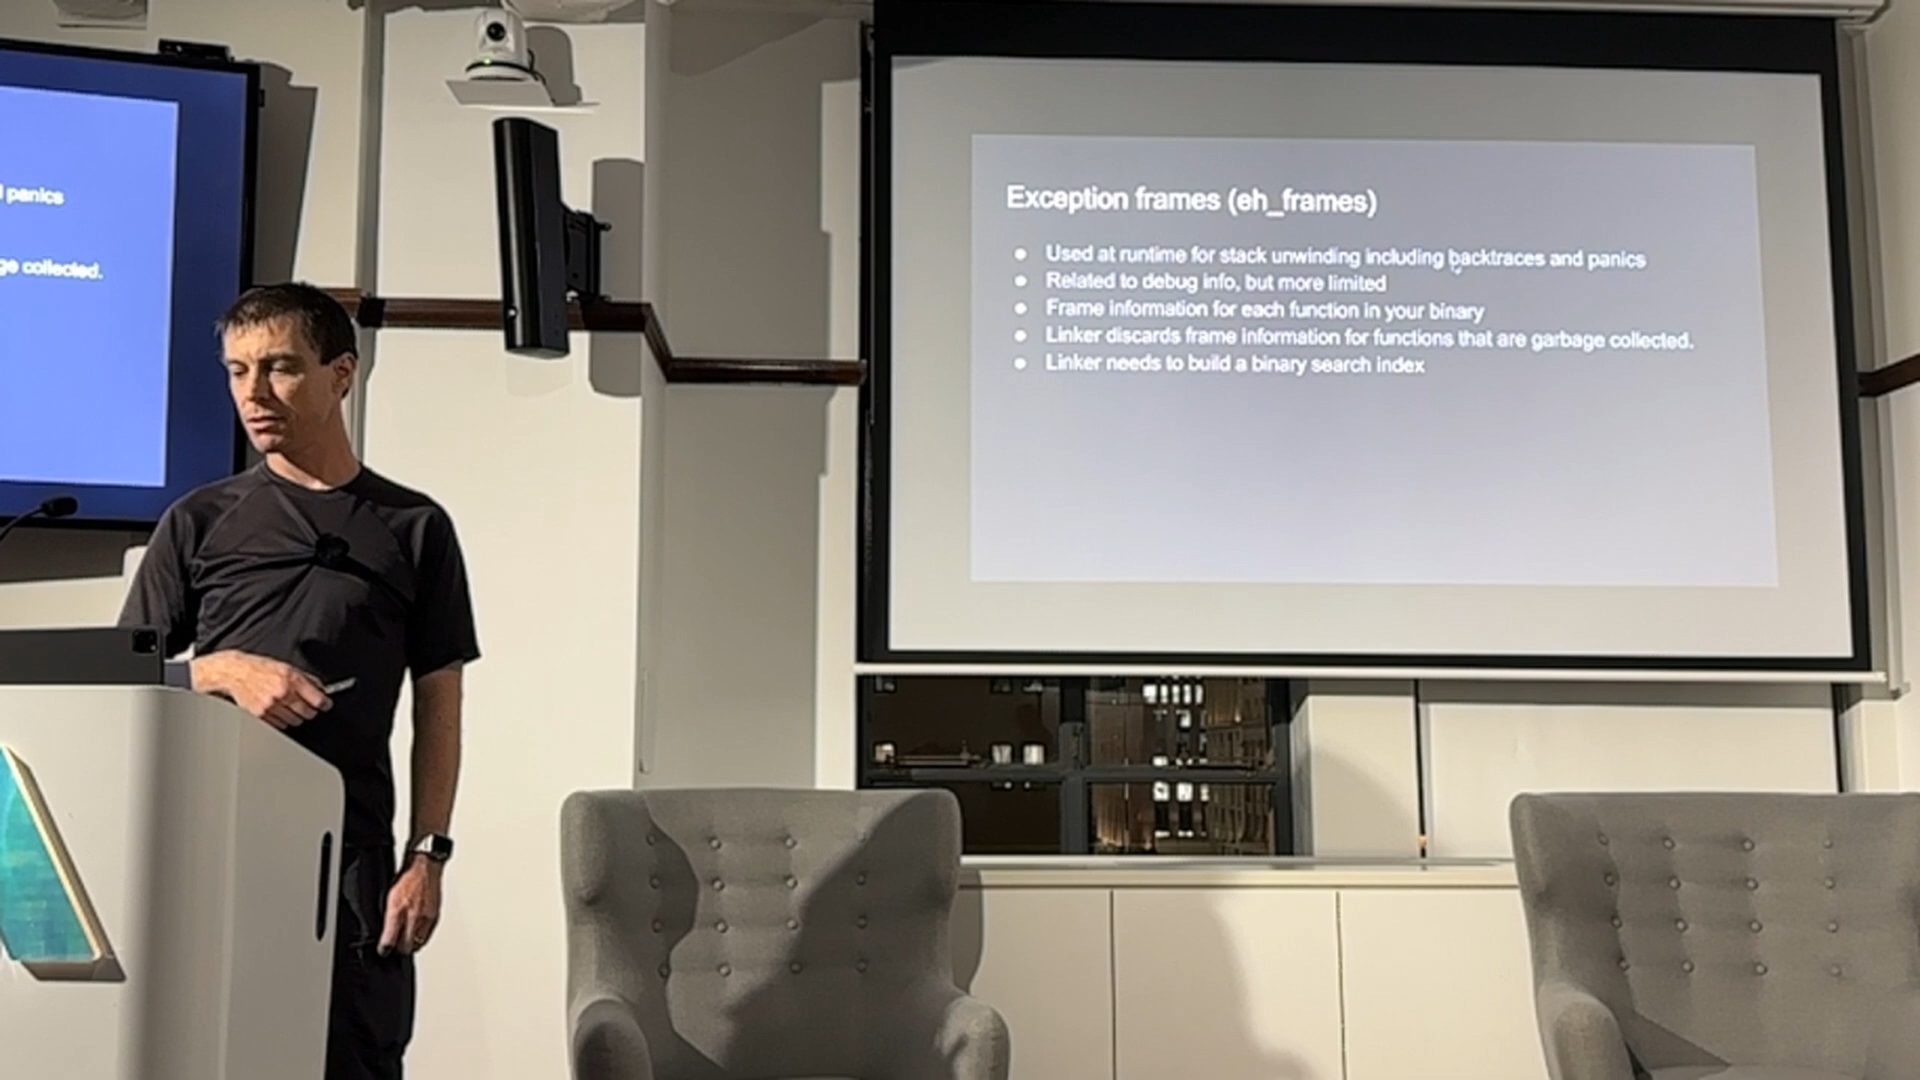 panics
collected.
Exception frames (eh_frames)
Used at runtime for stack unwinding including backtraces and panics
Related to debug info, but more limited
Frame information for each function in your binary
Linker discards frame information for functions that are garbage collected.
Linker needs to build a binary search index